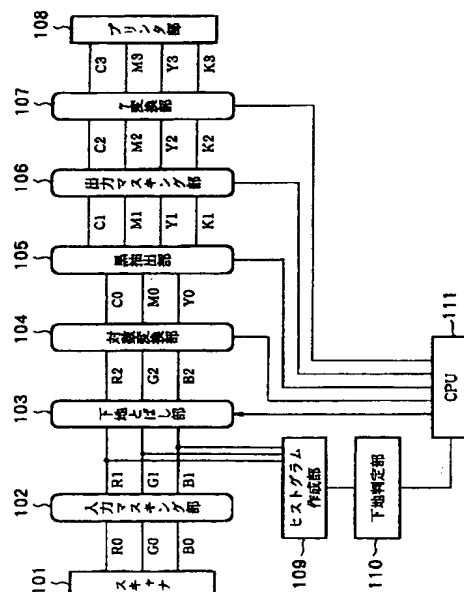 101
スキャナ
R0
G0
B0
102
入力マスキング部
R1
G1
B1
103
下地とばし部
R2
G2
B2
104
対数変換部
C0
M0
Y0
105
黒抽出部
C1
M1
Y1
K1
106
出力マスキング部
C2
M2
Y2
K2
107
γ変換部
C3
M3
Y3
K3
108
プリンタ部
109
ヒストグラム
作成部
110
下地判定部
111
CPU